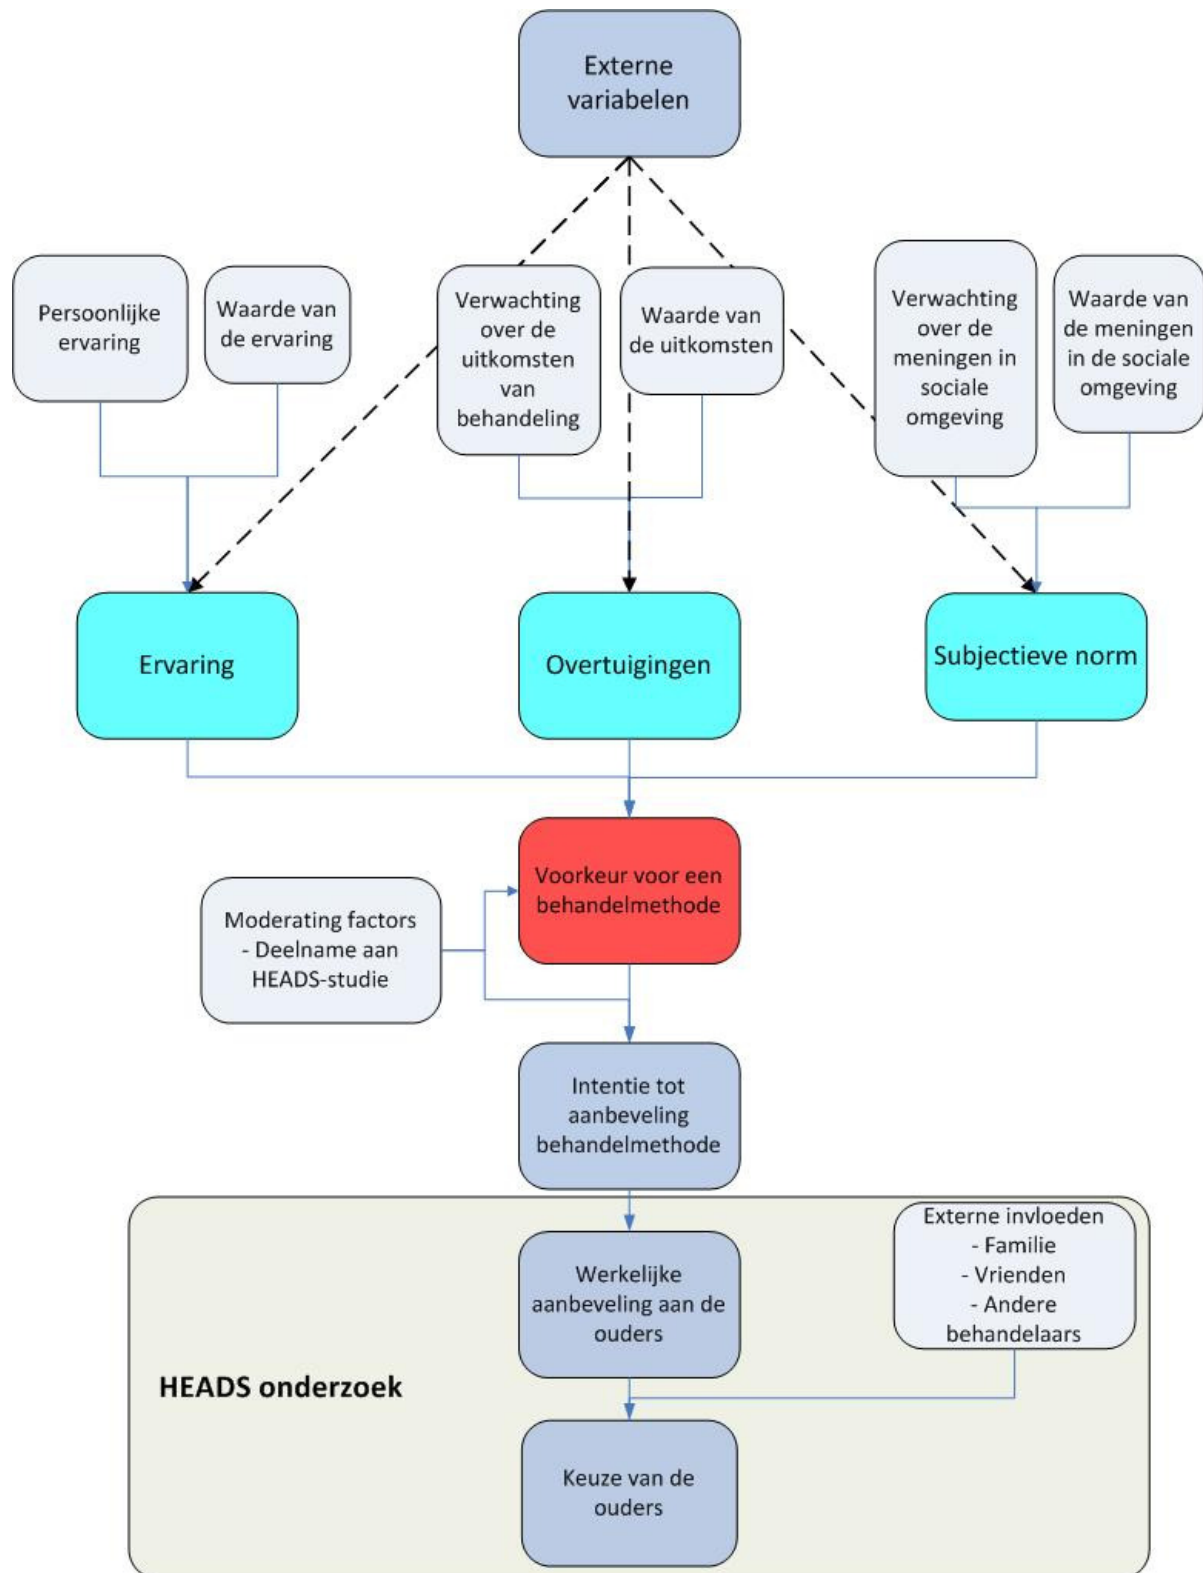 Externe
variabelen
Persoonlijke
ervaring
Waarde van
de ervaring
Verwachting
over de
uitkomsten
van
behandeling
Waarde van
de uitkomsten
Verwachting
over de
meningen in
sociale
omgeving
Waarde van
de meningen
in de sociale
omgeving
Ervaring
Overtuigingen
Subjectieve norm
Voorkeur voor een
behandelmethode
Moderating factors
- Deelname aan
HEADS-studie
Intentie tot
aanbeveling
behandelmethode
Externe invloeden
- Familie
- Vrienden
- Andere
behandelaars
Werkelijke
aanbeveling aan de
ouders
HEADS onderzoek
Keuze van de
ouders